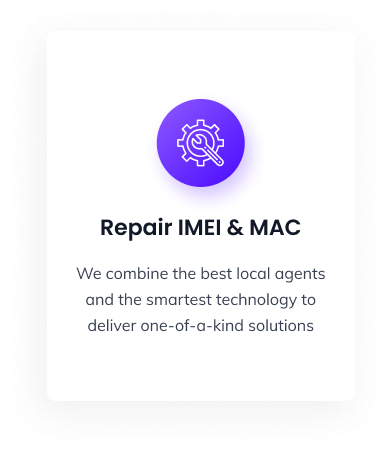 Repair IMEI & MAC
We combine the best local agents
and the smartest technology to
deliver one-of-a-kind solutions